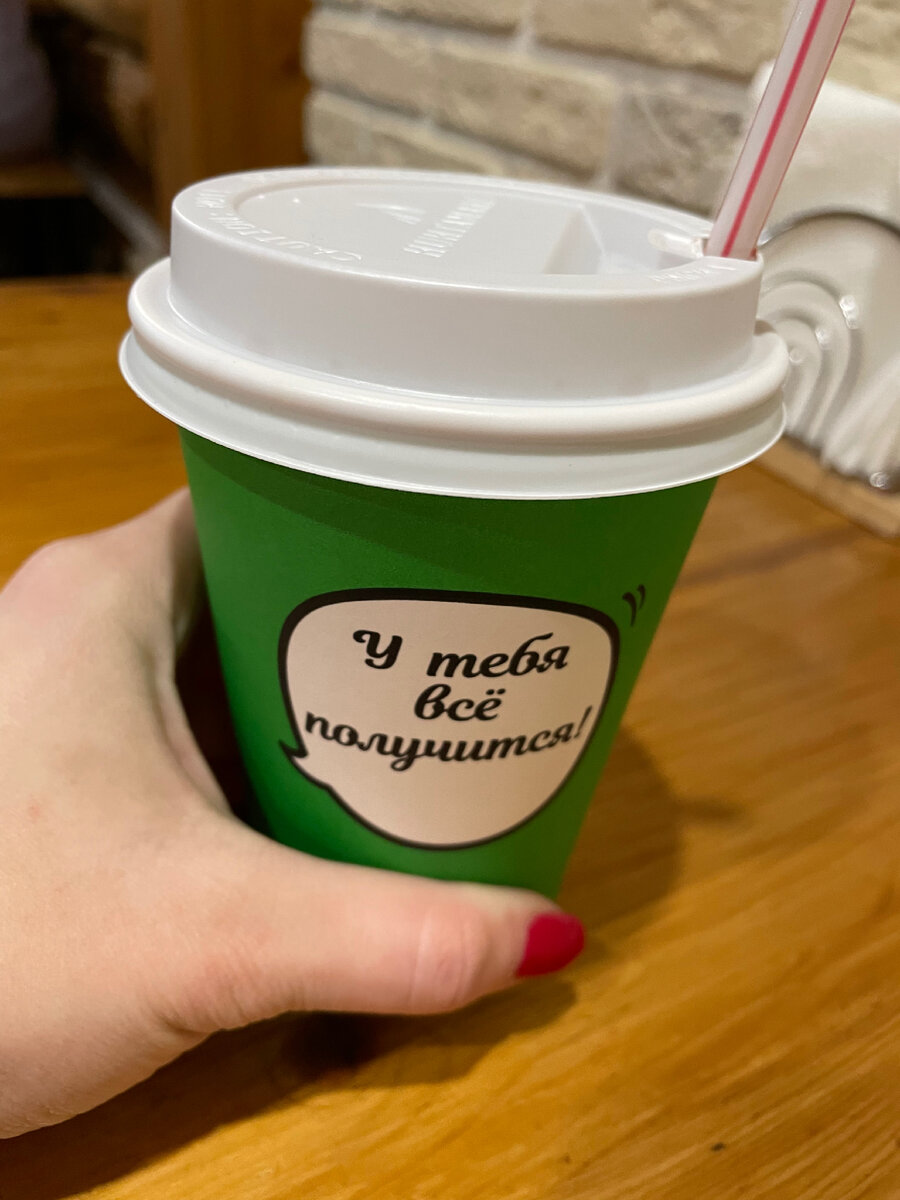 У тебя
всё
получится!